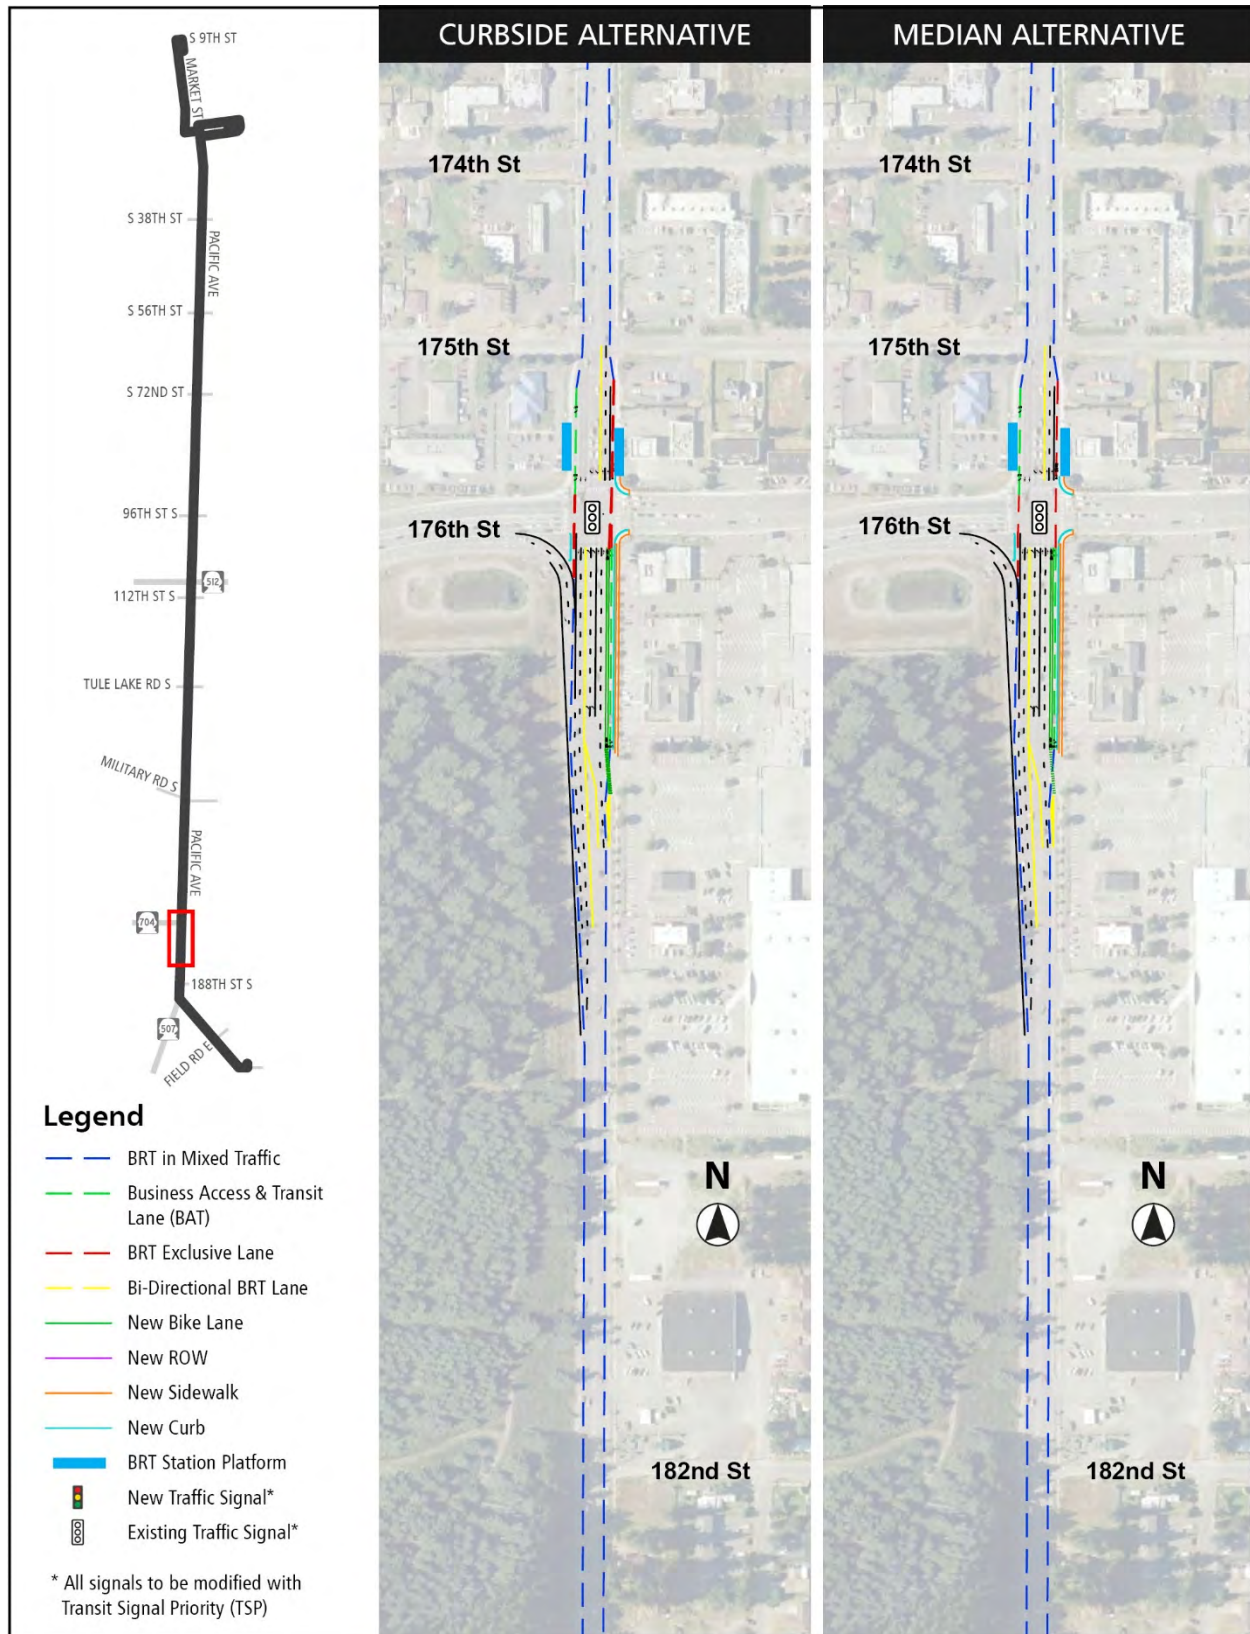 CURBSIDE ALTERNATIVE
MEDIAN ALTERNATIVE
S 9TH ST
MARKET ST
S 38TH ST
PACIFIC AVE
S 56TH ST
S 72ND ST
96TH ST S
512
112TH ST S
TULE LAKE RD S
MILITARY RD S
PACIFIC AVE
704
188TH ST S
507
FIELD RD E
Legend
BRT in Mixed Traffic
Business Access & Transit
Lane (BAT)
BRT Exclusive Lane
Bi-Directional BRT Lane
New Bike Lane
New ROW
New Sidewalk
New Curb
BRT Station Platform
New Traffic Signal*
Existing Traffic Signal*
* All signals to be modified with
Transit Signal Priority (TSP)
174th St
175th St
176th St
N
182nd St
174th St
175th St
176th St
N
182nd St